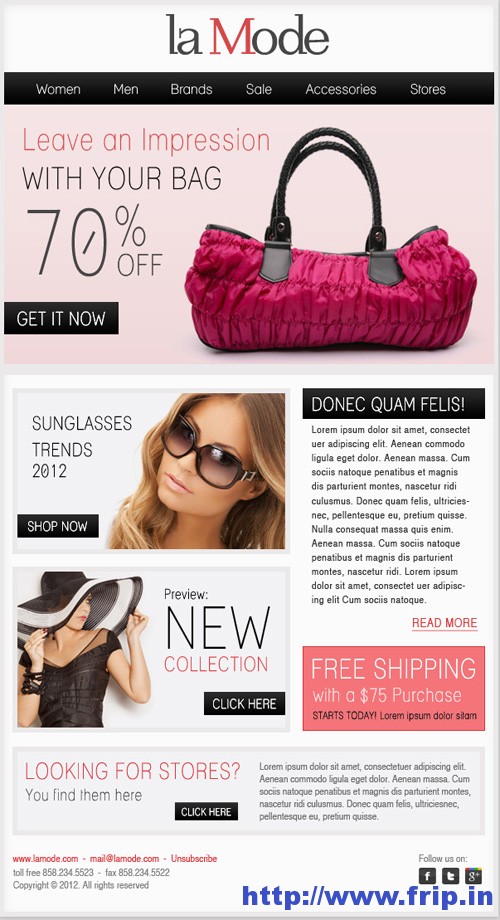 la Mode
Women Men Brands Sale Accessories Stores
Leave an Impression
WITH YOUR BAG
70% OFF
GET IT NOW
SUNGLASSES
TRENDS
2012
SHOP NOW
Preview:
NEW
COLLECTION
CLICK HERE
DONEC QUAM FELIS!
Lorem ipsum dolor sit amet, consectet
uer adipiscing elit. Aenean commodo
ligula eget dolor. Aenean massa. Cum
sociis natoque penatibus et magnis
dis parturient montes, nascetur ridi
culusmus. Donec quam felis, ultricies-
nec, pellentesque eu, pretium quisse.
Nulla consequat massa quis enim.
Aenean massa. Cum sociis natoque
penatibus et magnis dis parturient
montes, nascetur ridi. Lorem ipsum
dolor sit amet, consecet uer adipisc-
ing elit Cum sociis natoque.
READ MORE
FREE SHIPPING
with a $75 Purchase
STARTS TODAY! Lorem ipsum dolor silam
LOOKING FOR STORES?
You find them here
CLICK HERE
Lorem ipsum dolor sit amet, consectetuer adipiscing elit.
Aenean commodo ligula eget dolor. Aenean massa. Cum
sociis natoque penatibus et magnis dis parturient montes,
nascetur ridiculus mus. Donec quam felis, ultriciesnec,
pellentesque eu, pretium quisse.
www.lamode.com - mail@lamode.com - Unsubscribe
toll free 858.234.5523 - fax 858.234.5522
Copyright © 2012. All rights reserved
Follow us on:
http://www.frip.in